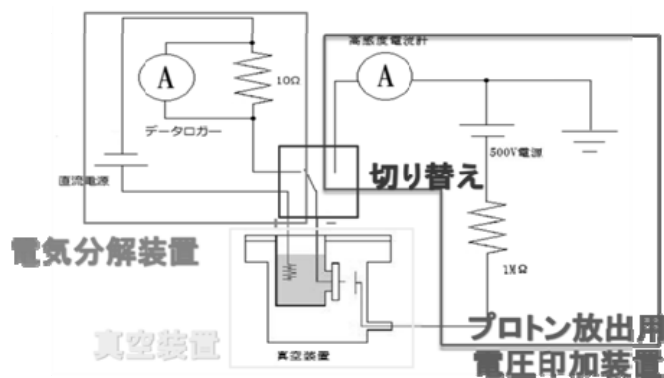 高感度電流計
A
10Ω
A
データロガー
500V電源
直流電源
切り替え
電気分解装置
1MΩ
真空装置
真空装置
プロトン放出用
電圧印加装置